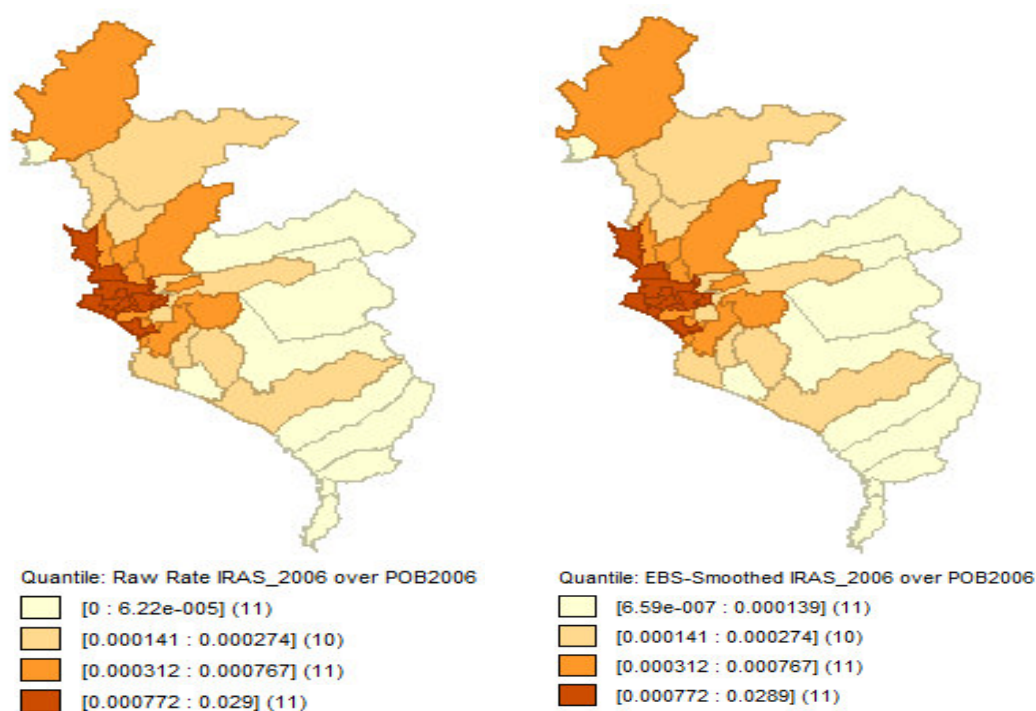 Quantile: Raw Rate IRAS_2006 over POB2006
[0 : 6.22e-005] (11)
[0.000141 : 0.000274] (10)
[0.000312 : 0.000767] (11)
[0.000772 : 0.029] (11)
Quantile: EBS-Smoothed IRAS_2006 over POB2006
[6.59e-007 : 0.000139] (11)
[0.000141 : 0.000274] (10)
[0.000312 : 0.000767] (11)
[0.000772 : 0.0289] (11)